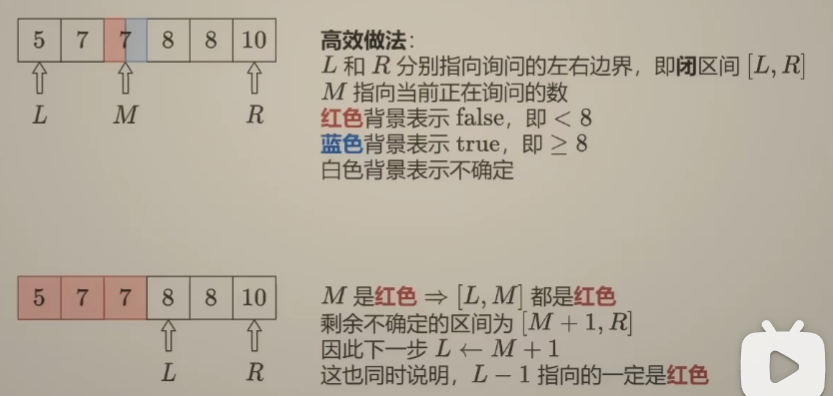 5 7 7 8 8 10
L M R
高效做法：
L 和 R 分别指向询问的左右边界，即闭区间 [L, R]
M 指向当前正在询问的数
红色背景表示 false，即 < 8
蓝色背景表示 true，即 ≥ 8
白色背景表示不确定
5 7 7 8 8 10
L R
M 是红色 ⇒ [L, M] 都是红色
剩余不确定的区间为 [M + 1, R]
因此下一步 L ← M + 1
这也同时说明，L − 1 指向的一定是红色